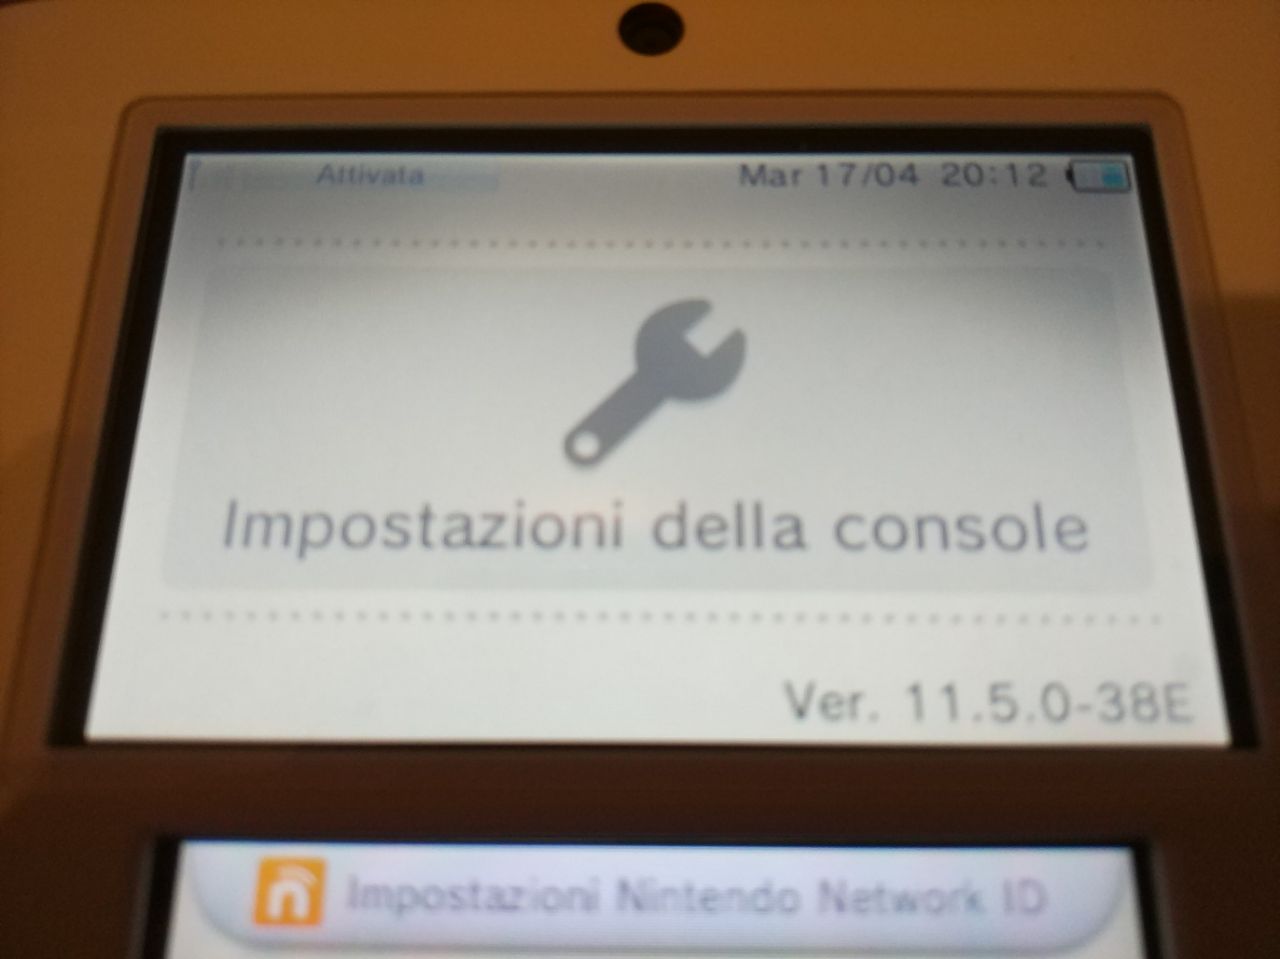 Attivata
Mar 17/04 20:12
Impostazioni della console
Ver. 11.5.0-38E
Impostazioni Nintendo Network ID